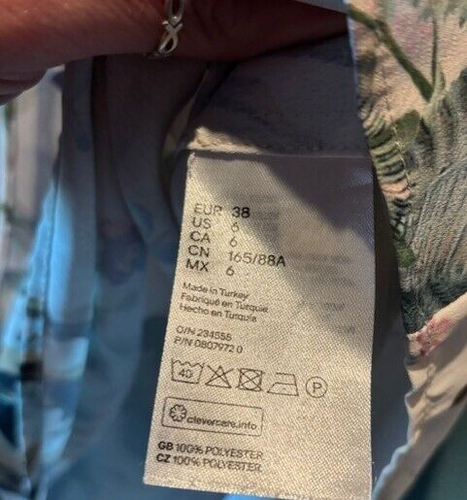 EUR 38
US 6
CA 6
CN 165/88A
MX 6
Made in Turkey
Fabriqué en Turquie
Hecho en Turquía
O/N 234555
P/N 0807972 0
40
P
clevercare.info
GB 100% POLYESTER
CZ 100% POLYESTER